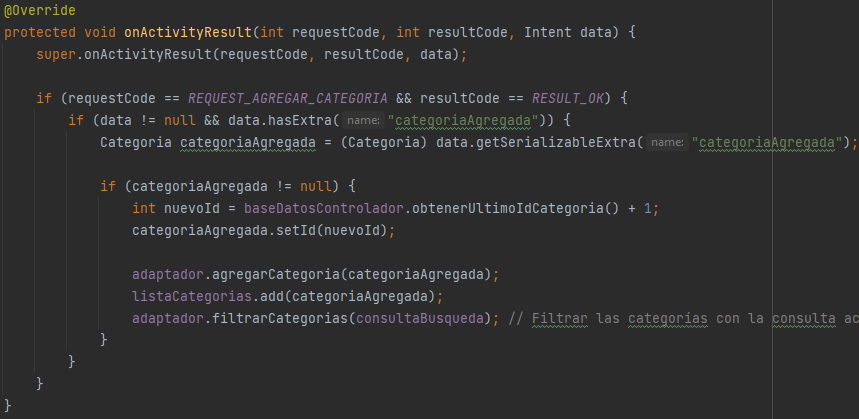 @Override
protected void onActivityResult(int requestCode, int resultCode, Intent data) {
super.onActivityResult(requestCode, resultCode, data);
if (requestCode == REQUEST_AGREGAR_CATEGORIA && resultCode == RESULT_OK) {
if (data != null && data.hasExtra( name: "categoriaAgregada")) {
Categoria categoriaAgregada = (Categoria) data.getSerializableExtra( name: "categoriaAgregada");
if (categoriaAgregada != null) {
int nuevoId = baseDatosControlador.obtenerUltimoIdCategoria() + 1;
categoriaAgregada.setId(nuevoId);
adaptador.agregarCategoria(categoriaAgregada);
listaCategorias.add(categoriaAgregada);
adaptador.filtrarCategorias(consultaBusqueda); // Filtrar las categorías con la consulta ac
}
}
}
}